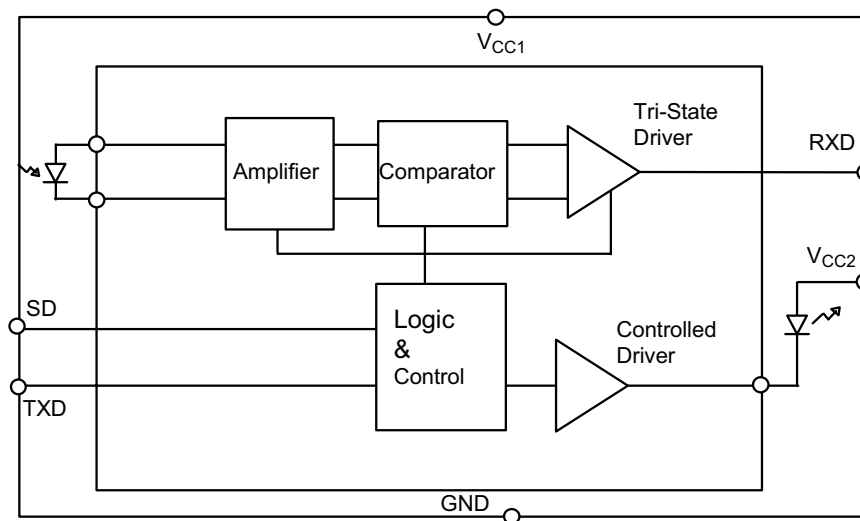 V_CC1
Tri-State
Driver
RXD
Amplifier
Comparator
V_CC2
SD
Logic
&
Control
Controlled
Driver
TXD
GND